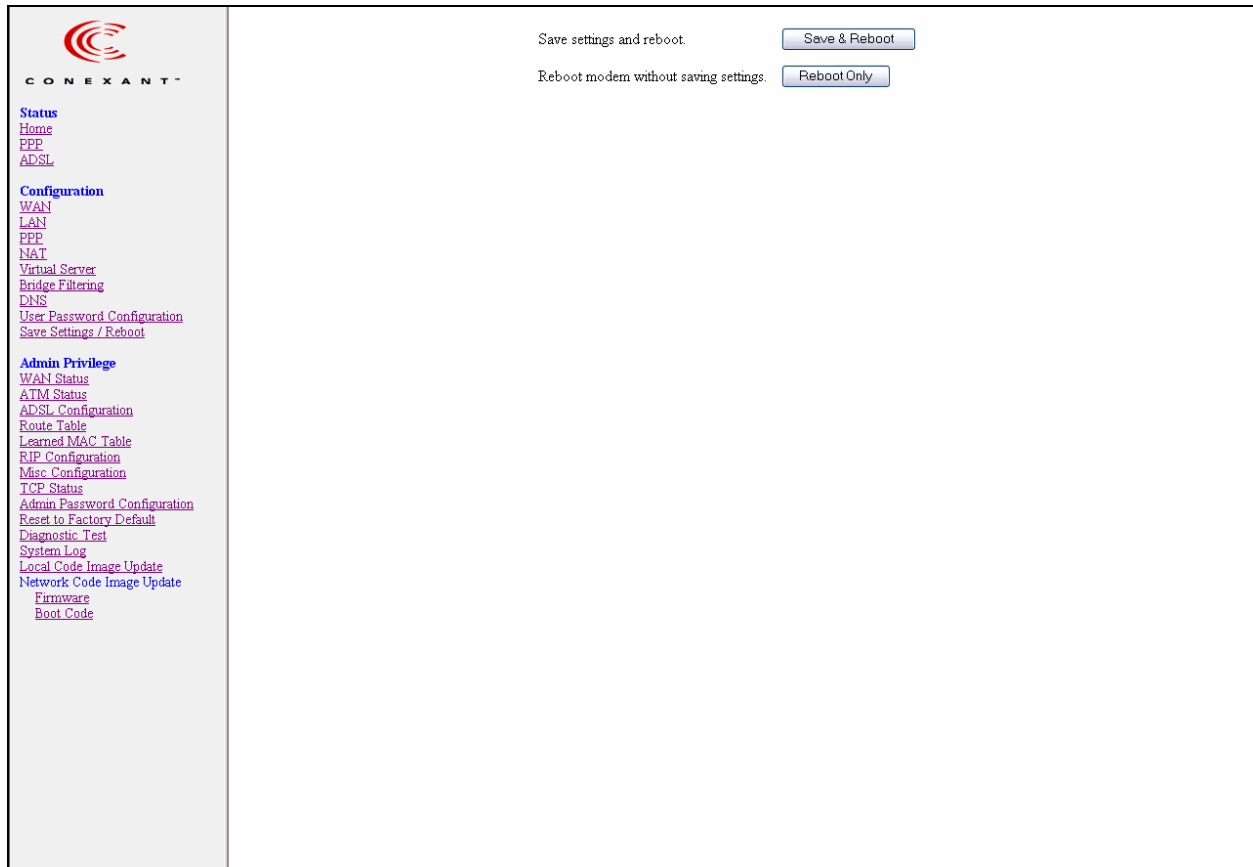 CONEXANT™
Status
Home
PPP
ADSL
Configuration
WAN
LAN
PPP
NAT
Virtual Server
Bridge Filtering
DNS
User Password Configuration
Save Settings / Reboot
Admin Privilege
WAN Status
ATM Status
ADSL Configuration
Route Table
Learned MAC Table
RIP Configuration
Misc Configuration
TCP Status
Admin Password Configuration
Reset to Factory Default
Diagnostic Test
System Log
Local Code Image Update
Network Code Image Update
Firmware
Boot Code
Save settings and reboot. Save & Reboot
Reboot modem without saving settings. Reboot Only